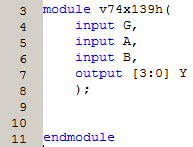 3 module v74x139h(
4 input G,
5 input A,
6 input B,
7 output [3:0] Y
8 );
9
10
11 endmodule